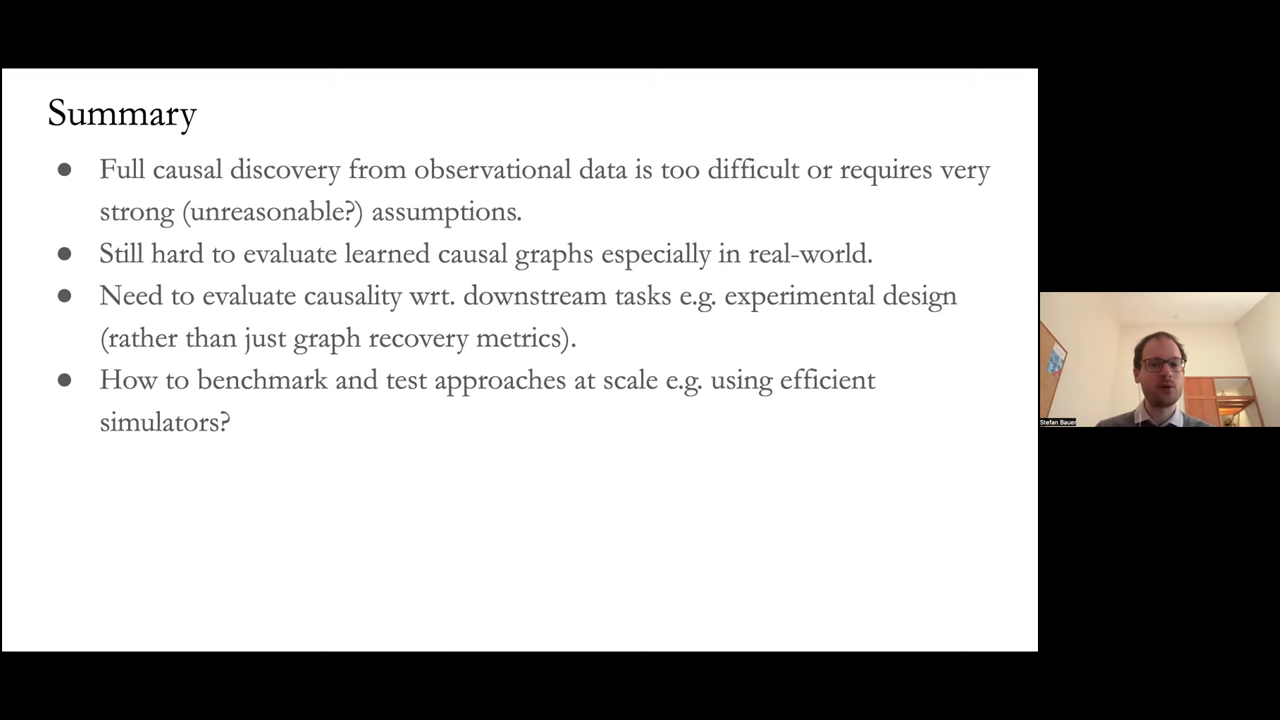 Summary
● Full causal discovery from observational data is too difficult or requires very
strong (unreasonable?) assumptions.
● Still hard to evaluate learned causal graphs especially in real-world.
● Need to evaluate causality wrt. downstream tasks e.g. experimental design
(rather than just graph recovery metrics).
● How to benchmark and test approaches at scale e.g. using efficient
simulators?
Stefan Bauer